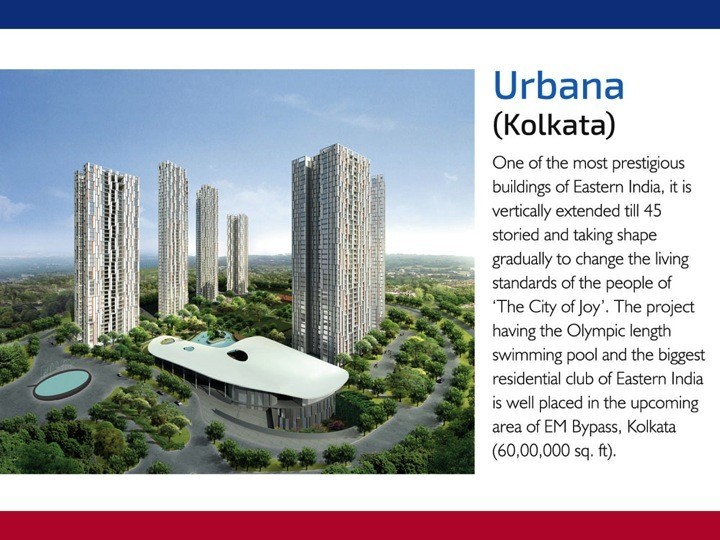 Urbana
(Kolkata)
One of the most prestigious
buildings of Eastern India, it is
vertically extended till 45
storied and taking shape
gradually to change the living
standards of the people of
‘The City of Joy’. The project
having the Olympic length
swimming pool and the biggest
residential club of Eastern India
is well placed in the upcoming
area of EM Bypass, Kolkata
(60,00,000 sq. ft).